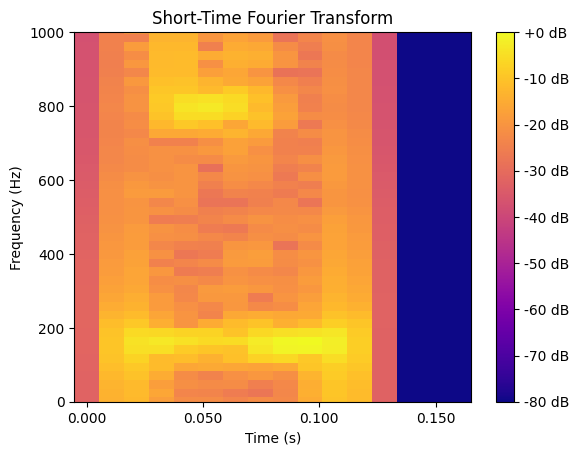 Short-Time Fourier Transform
Frequency (Hz)
1000
800
600
400
200
0
0.000
0.050
0.100
0.150
Time (s)
+0 dB
-10 dB
-20 dB
-30 dB
-40 dB
-50 dB
-60 dB
-70 dB
-80 dB